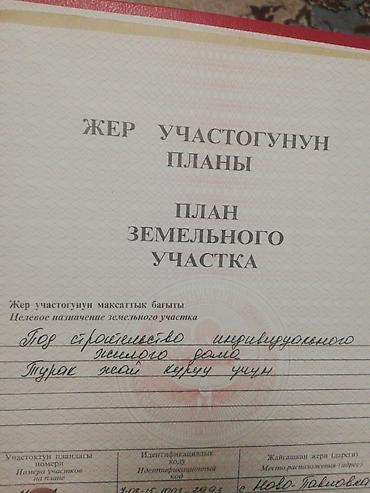 ЖЕР УЧАСТОГУНУН
ПЛАНЫ
ПЛАН
ЗЕМЕЛЬНОГО
УЧАСТКА
Жер участогунун максаттык багыты
Целевое назначение земельного участка
Под строительство индивидуального
жилого дома
Турак жай куруу учун
Участоктун пландагы номери
Номера участков на плане
Идентификациялык коду
Идентификационный код
Жайгашкан жери (дареги)
Место расположения (адрес)
с Ново-Павловка